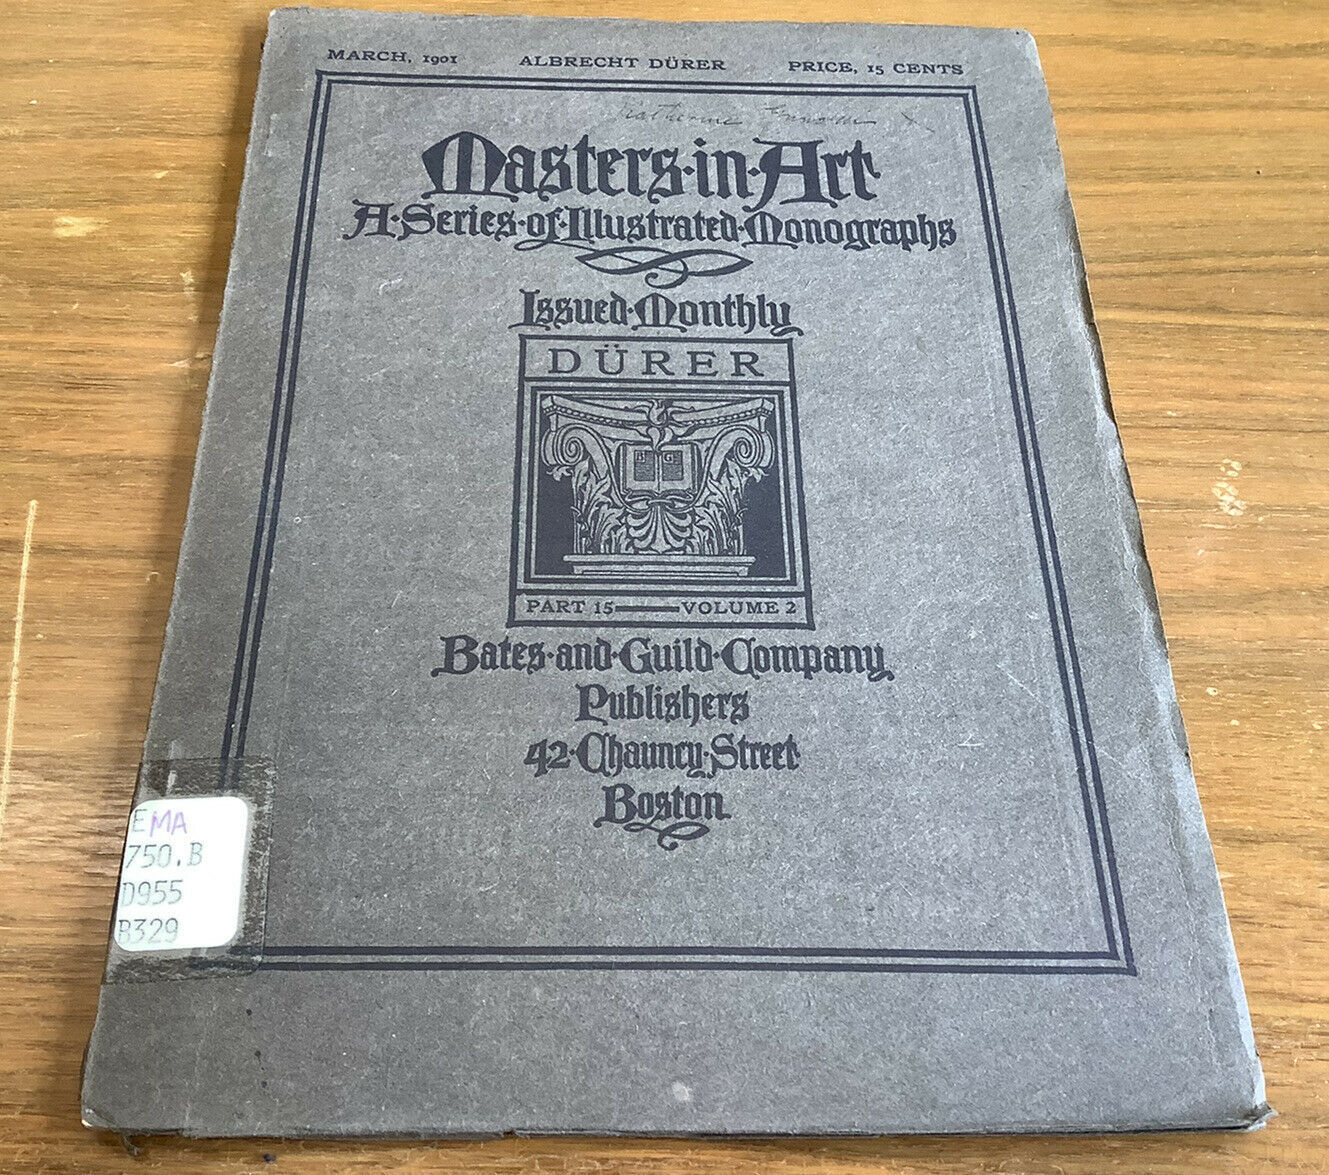 MARCH, 1901 ALBRECHT DÜRER PRICE, 15 CENTS
Katherine
Masters·in·Art
A·Series·of·Illustrated·Monographs
Issued·Monthly
DÜRER
B G
PART 15 VOLUME 2
Bates·and·Guild·Company
Publishers
42·Chauncy·Street
Boston
EMA
750.B
D955
B329